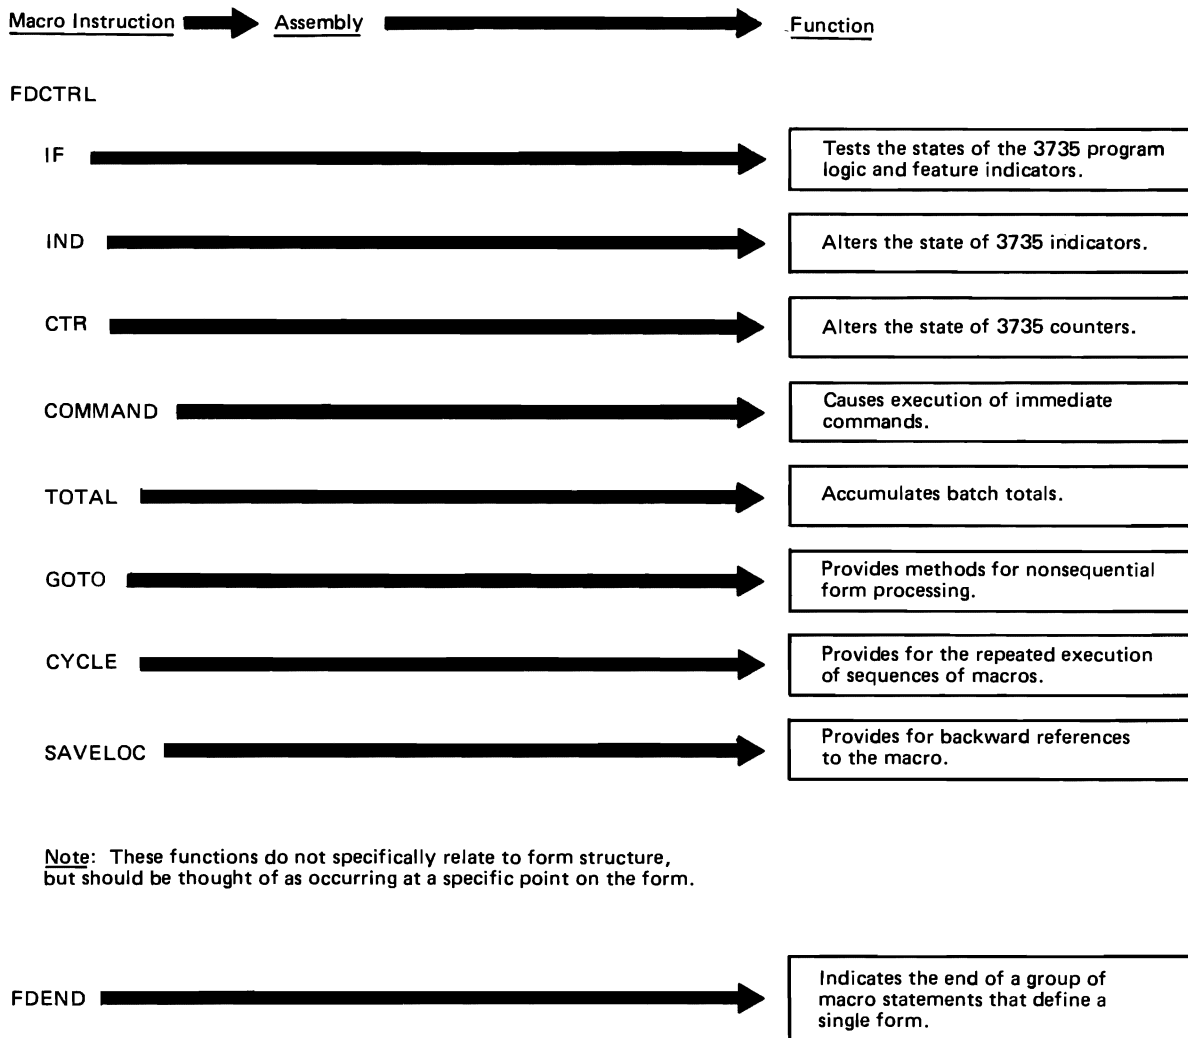 Macro Instruction Assembly Function
FDCTRL
IF
Tests the states of the 3735 program
logic and feature indicators.
IND
Alters the state of 3735 indicators.
CTR
Alters the state of 3735 counters.
COMMAND
Causes execution of immediate
commands.
TOTAL
Accumulates batch totals.
GOTO
Provides methods for nonsequential
form processing.
CYCLE
Provides for the repeated execution
of sequences of macros.
SAVELOC
Provides for backward references
to the macro.
Note: These functions do not specifically relate to form structure,
but should be thought of as occurring at a specific point on the form.
FDEND
Indicates the end of a group of
macro statements that define a
single form.